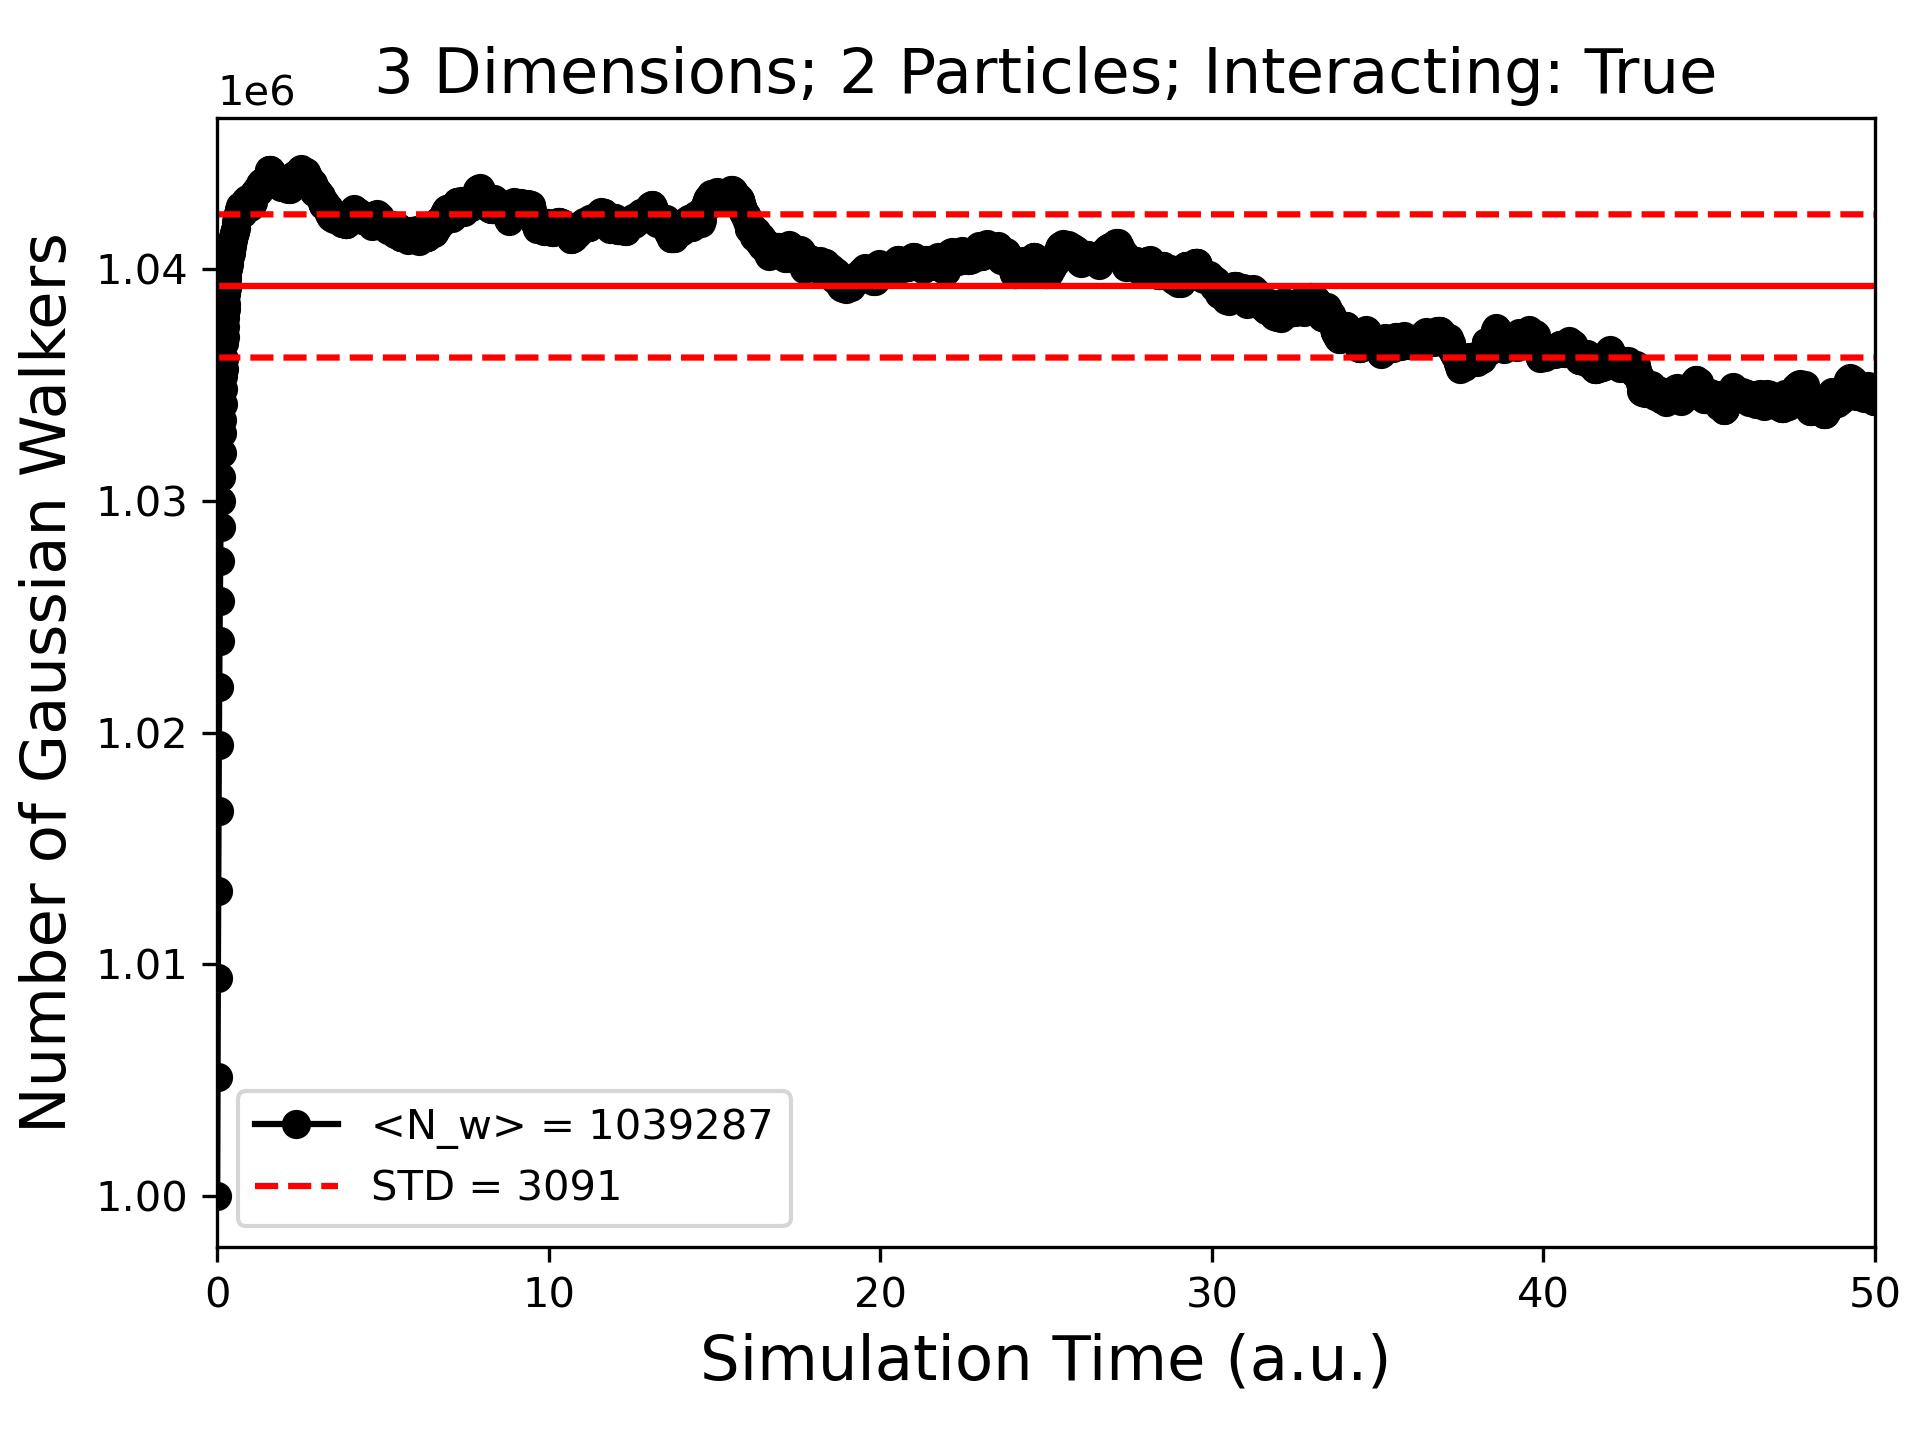 3 Dimensions; 2 Particles; Interacting: True
1e6
Number of Gaussian Walkers
1.04
1.03
1.02
1.01
1.00
<N_w> = 1039287
STD = 3091
0 10 20 30 40 50
Simulation Time (a.u.)